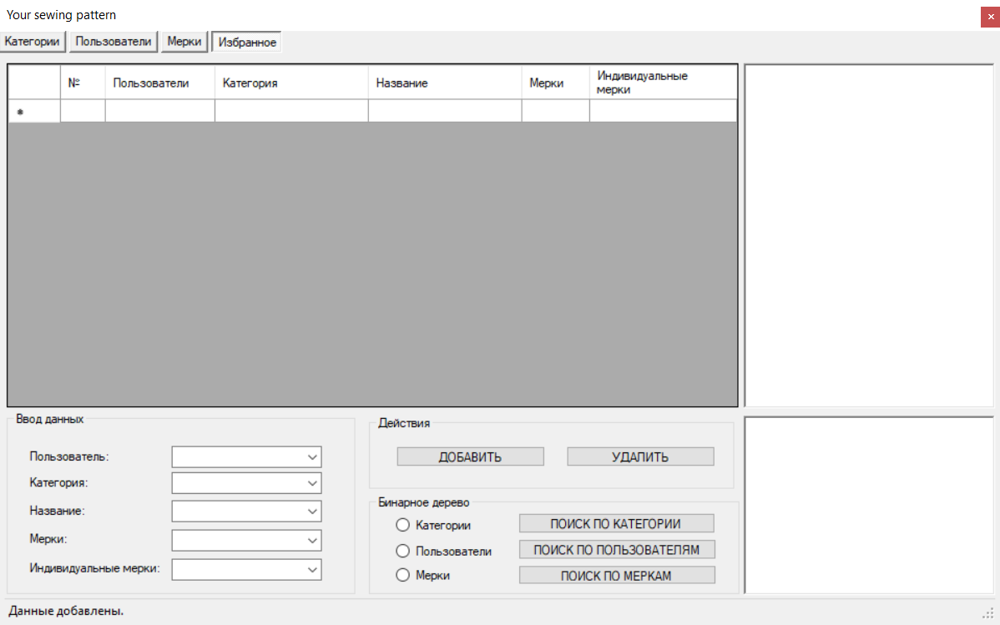 Your sewing pattern
Категории Пользователи Мерки Избранное
№ Пользователи Категория Название Мерки Индивидуальные
мерки
Ввод данных
Пользователь:
Категория:
Название:
Мерки:
Индивидуальные мерки:
Действия
ДОБАВИТЬ УДАЛИТЬ
Бинарное дерево
Категории ПОИСК ПО КАТЕГОРИИ
Пользователи ПОИСК ПО ПОЛЬЗОВАТЕЛЯМ
Мерки ПОИСК ПО МЕРКАМ
Данные добавлены.